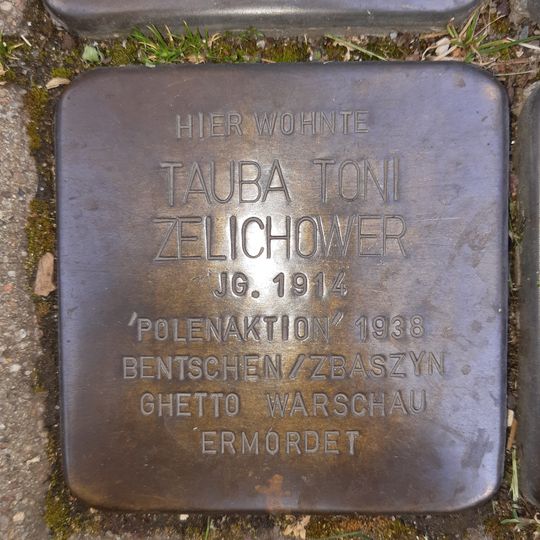 HIER WOHNTE
TAUBA TONI
ZELICHOWER
JG. 1914
'POLENAKTION' 1938
BENTSCHEN/ZBASZYN
GHETTO WARSCHAU
ERMORDET